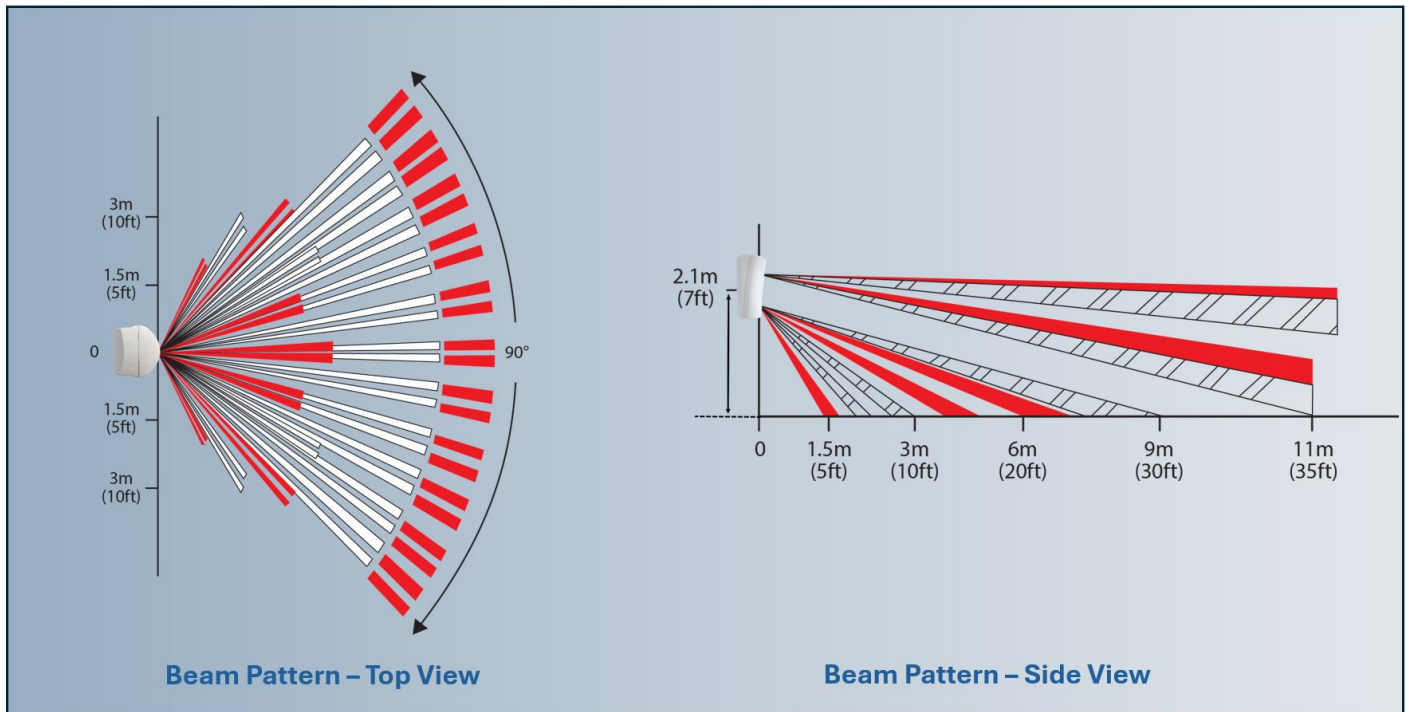 3m
(10ft)
1.5m
(5ft)
0
1.5m
(5ft)
3m
(10ft)
90°
Beam Pattern – Top View
2.1m
(7ft)
0
1.5m
(5ft)
3m
(10ft)
6m
(20ft)
9m
(30ft)
11m
(35ft)
Beam Pattern – Side View